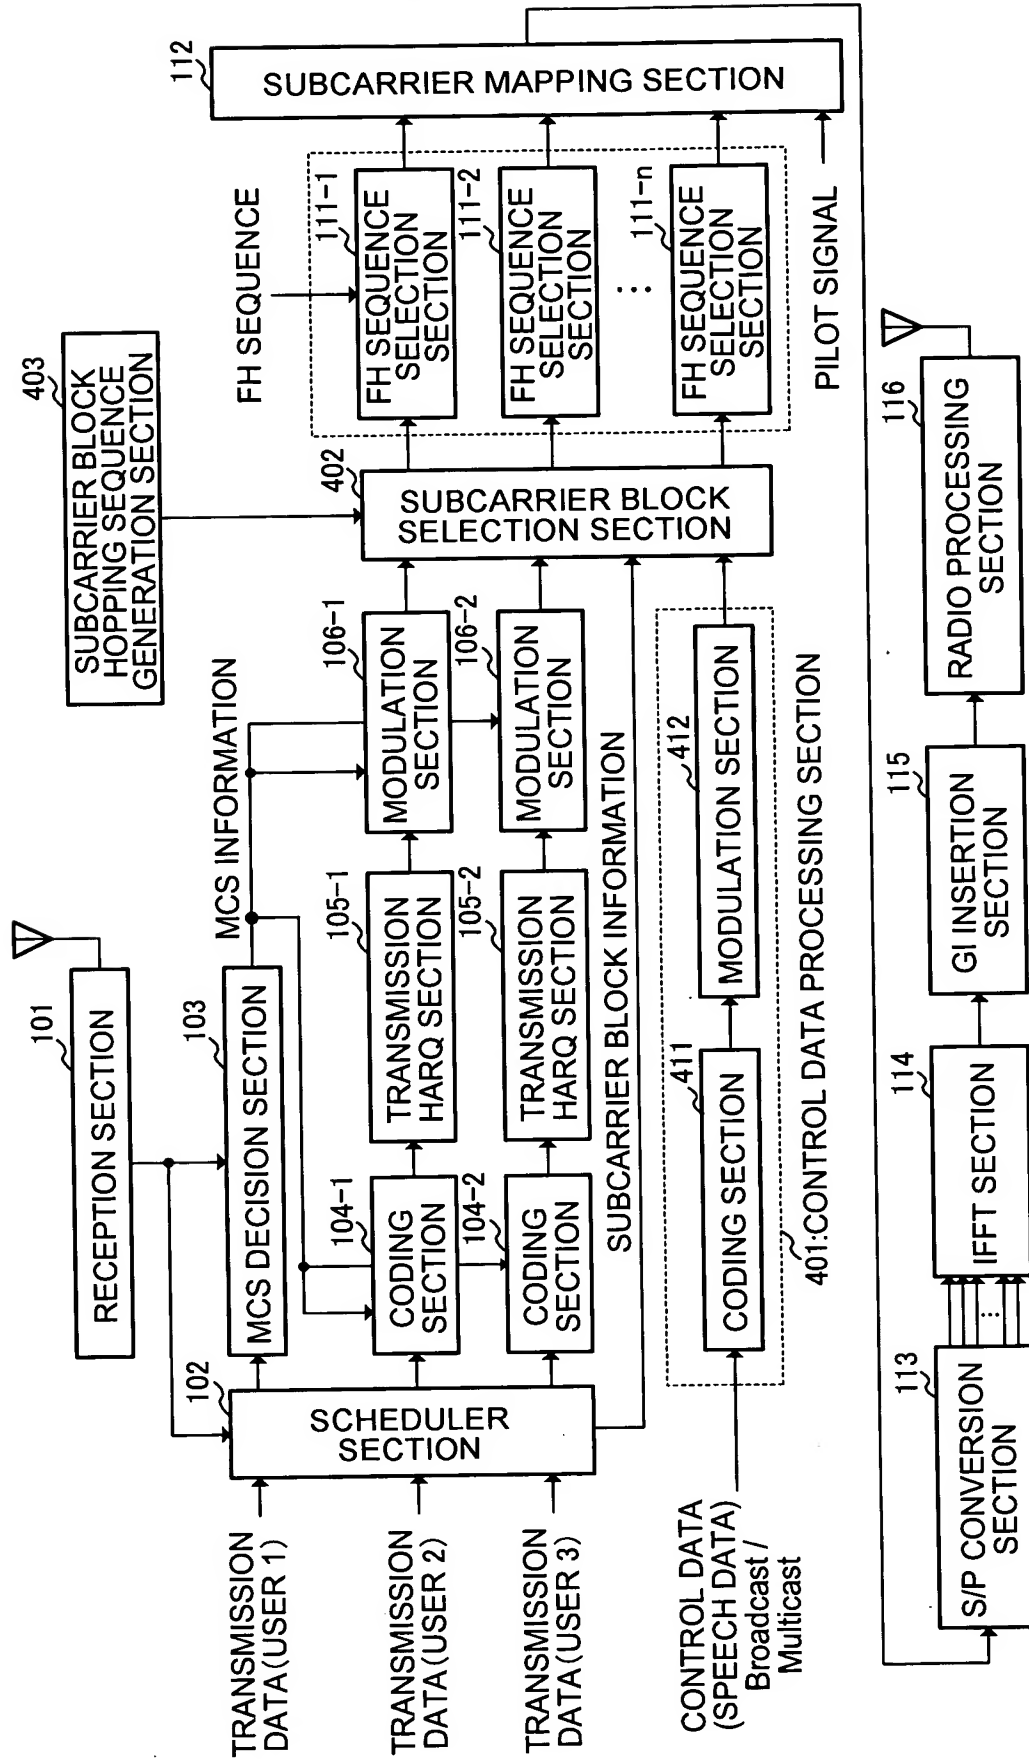 101
RECEPTION SECTION
403
SUBCARRIER BLOCK
HOPPING SEQUENCE
GENERATION SECTION
112
SUBCARRIER MAPPING SECTION
102
SCHEDULER
SECTION
103
MCS DECISION SECTION
MCS INFORMATION
FH SEQUENCE
TRANSMISSION
DATA(USER 1)
TRANSMISSION
DATA(USER 2)
TRANSMISSION
DATA(USER 3)
104-1
CODING
SECTION
105-1
TRANSMISSION
HARQ SECTION
106-1
MODULATION
SECTION
402
SUBCARRIER BLOCK
SELECTION SECTION
111-1
FH SEQUENCE
SELECTION
SECTION
104-2
CODING
SECTION
105-2
TRANSMISSION
HARQ SECTION
106-2
MODULATION
SECTION
111-2
FH SEQUENCE
SELECTION
SECTION
...
SUBCARRIER BLOCK INFORMATION
111-n
FH SEQUENCE
SELECTION
SECTION
CONTROL DATA
(SPEECH DATA)
Broadcast /
Multicast
411
CODING SECTION
412
MODULATION SECTION
401:CONTROL DATA PROCESSING SECTION
PILOT SIGNAL
113
S/P CONVERSION
SECTION
...
114
IFFT SECTION
115
GI INSERTION
SECTION
116
RADIO PROCESSING
SECTION